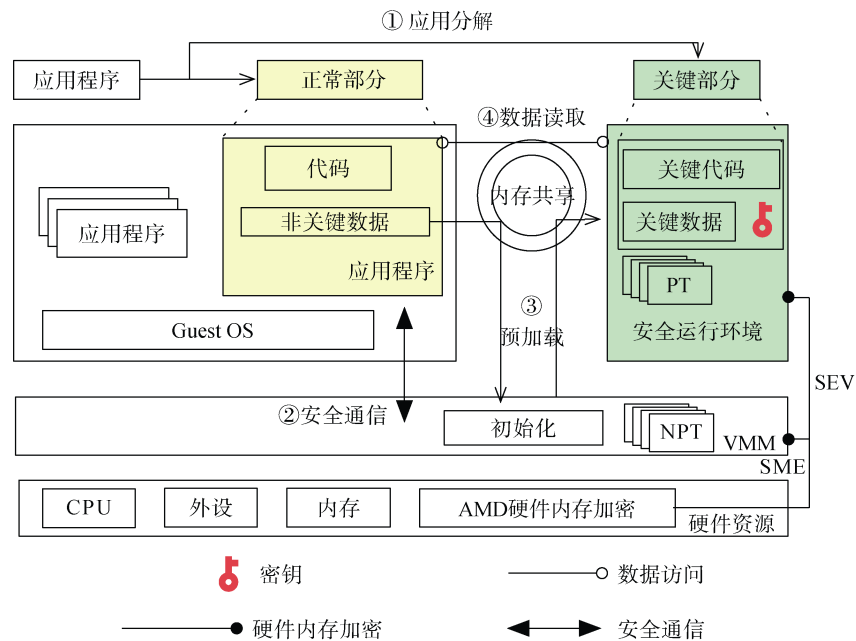 ①应用分解
应用程序
正常部分
关键部分
④数据读取
代码
内存共享
关键代码
应用程序
非关键数据
关键数据
应用程序
PT
③
预加载
Guest OS
安全运行环境
SEV
②安全通信
初始化
NPT
VMM
SME
CPU
外设
内存
AMD硬件内存加密
硬件资源
密钥
数据访问
硬件内存加密
安全通信